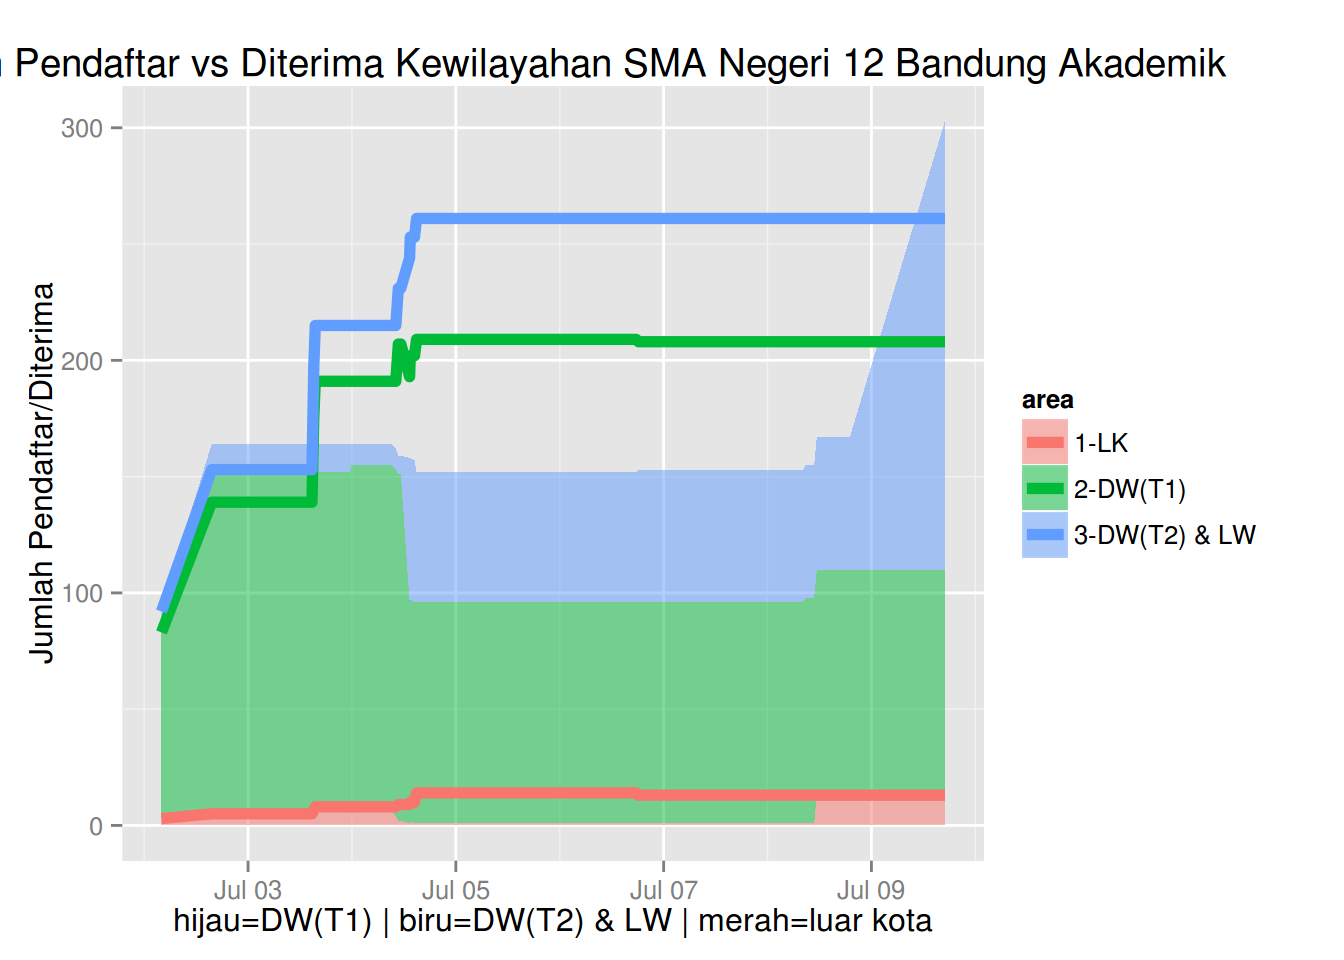 Pendaftar vs Diterima Kewilayahan SMA Negeri 12 Bandung Akademik
Jumlah Pendaftar/Diterima
300
200
100
0
Jul 03
Jul 05
Jul 07
Jul 09
hijau=DW(T1) | biru=DW(T2) & LW | merah=luar kota
area
1-LK
2-DW(T1)
3-DW(T2) & LW